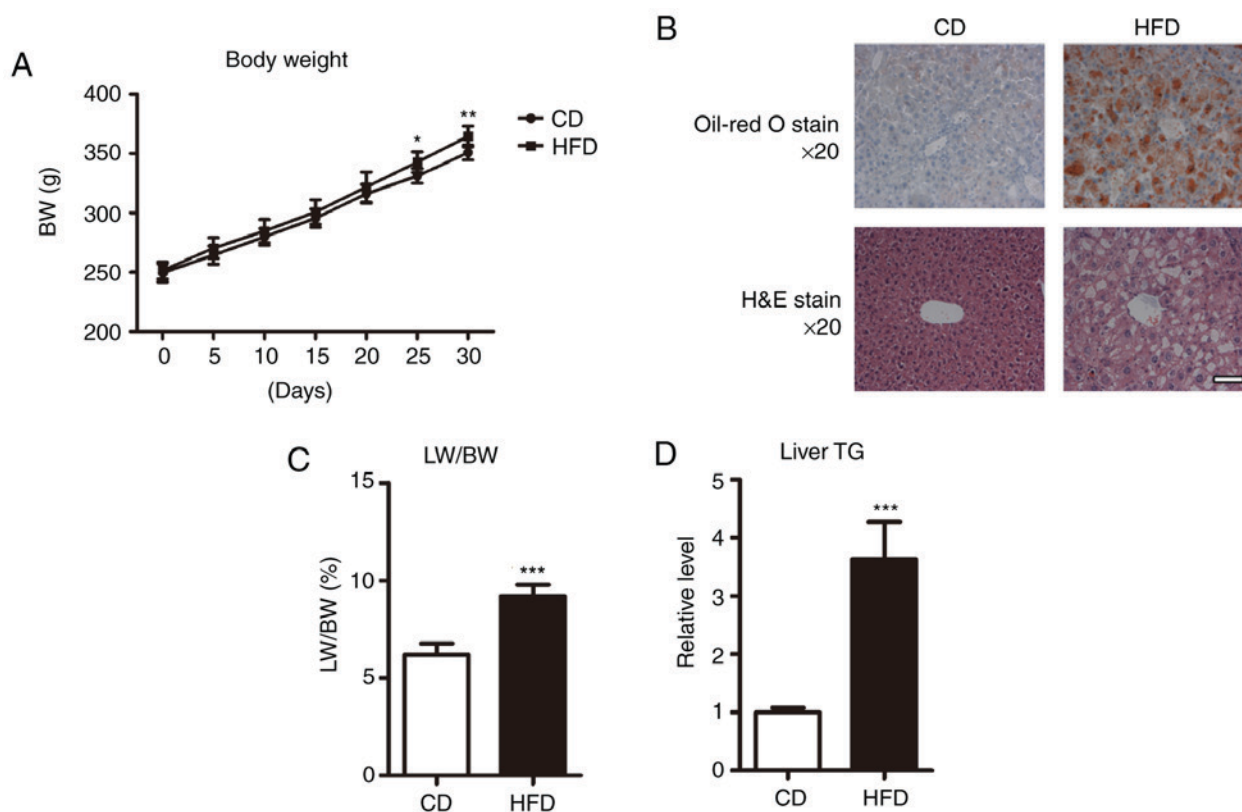 A
Body weight
400
350
300
250
200
BW (g)
* **
CD
HFD
0 5 10 15 20 25 30
(Days)
B
CD HFD
Oil-red O stain
×20
H&E stain
×20
C
LW/BW
15
10
5
0
LW/BW (%)
***
CD HFD
D
Liver TG
5
4
3
2
1
0
Relative level
***
CD HFD